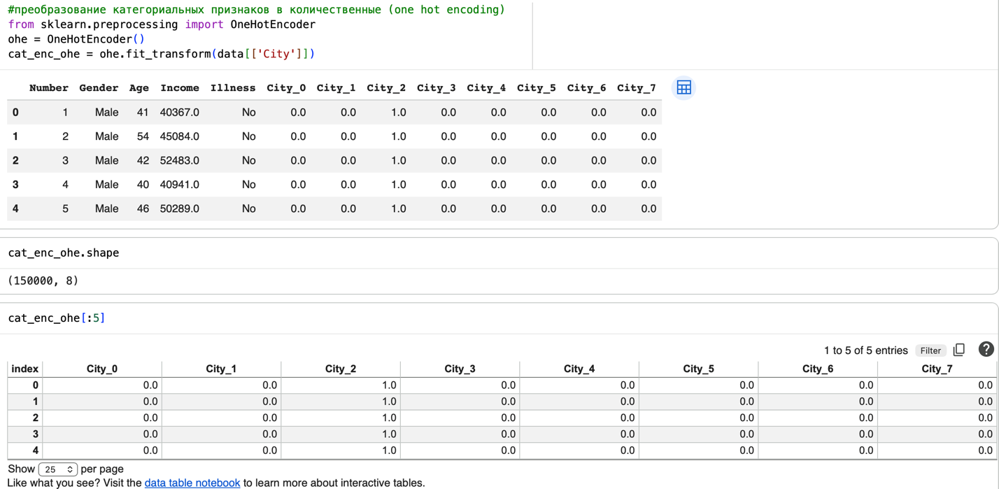 #преобразование категориальных признаков в количественные (one hot encoding)
from sklearn.preprocessing import OneHotEncoder
ohe = OneHotEncoder()
cat_enc_ohe = ohe.fit_transform(data[['City']])
Number Gender Age Income Illness City_0 City_1 City_2 City_3 City_4 City_5 City_6 City_7
0 1 Male 41 40367.0 No 0.0 0.0 1.0 0.0 0.0 0.0 0.0 0.0
1 2 Male 54 45084.0 No 0.0 0.0 1.0 0.0 0.0 0.0 0.0 0.0
2 3 Male 42 52483.0 No 0.0 0.0 1.0 0.0 0.0 0.0 0.0 0.0
3 4 Male 40 40941.0 No 0.0 0.0 1.0 0.0 0.0 0.0 0.0 0.0
4 5 Male 46 50289.0 No 0.0 0.0 1.0 0.0 0.0 0.0 0.0 0.0
cat_enc_ohe.shape
(150000, 8)
cat_enc_ohe[:5]
1 to 5 of 5 entries Filter ?
index City_0 City_1 City_2 City_3 City_4 City_5 City_6 City_7
0 0.0 0.0 1.0 0.0 0.0 0.0 0.0 0.0
1 0.0 0.0 1.0 0.0 0.0 0.0 0.0 0.0
2 0.0 0.0 1.0 0.0 0.0 0.0 0.0 0.0
3 0.0 0.0 1.0 0.0 0.0 0.0 0.0 0.0
4 0.0 0.0 1.0 0.0 0.0 0.0 0.0 0.0
Show 25 per page
Like what you see? Visit the data table notebook to learn more about interactive tables.